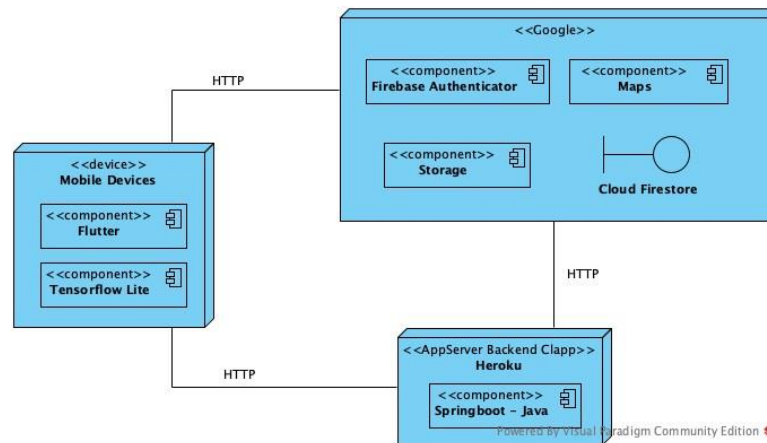 <<Google>>
HTTP
<<component>>
Firebase Authenticator
<<component>>
Maps
<<device>>
Mobile Devices
<<component>>
Storage
Cloud Firestore
<<component>>
Flutter
<<component>>
Tensorflow Lite
HTTP
<<AppServer Backend Clapp>>
Heroku
HTTP
<<component>>
Springboot – Java
Powered By Visual Paradigm Community Edition